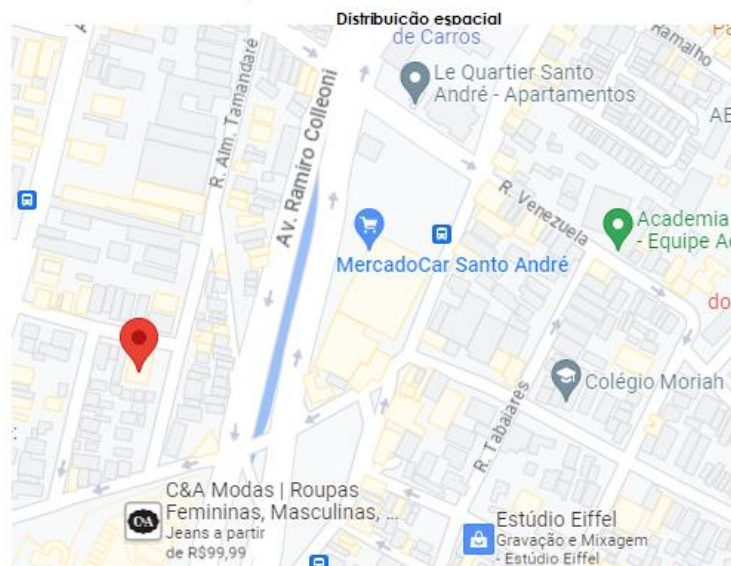 Distribuição espacial
de Carros
Le Quartier Santo
André - Apartamentos
Ramalho
R. Alm. Tamandaré
Av. Ramiro Colleoni
R. Venezuela
Academia
- Equipe Ac
MercadoCar Santo André
do
Colégio Moriah
R. Tabaiares
C&A Modas | Roupas
Femininas, Masculinas, ...
Jeans a partir
de R$99,99
C&A
Estúdio Eiffel
Gravação e Mixagem
- Estúdio Eiffel